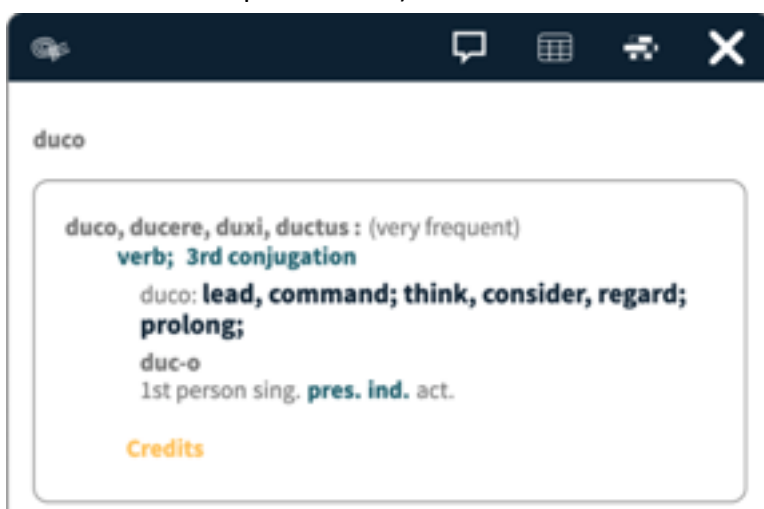 duco
duco, ducere, duxi, ductus : (very frequent)
verb; 3rd conjugation
duco: lead, command; think, consider, regard;
prolong;
duc-o
1st person sing. pres. ind. act.
Credits